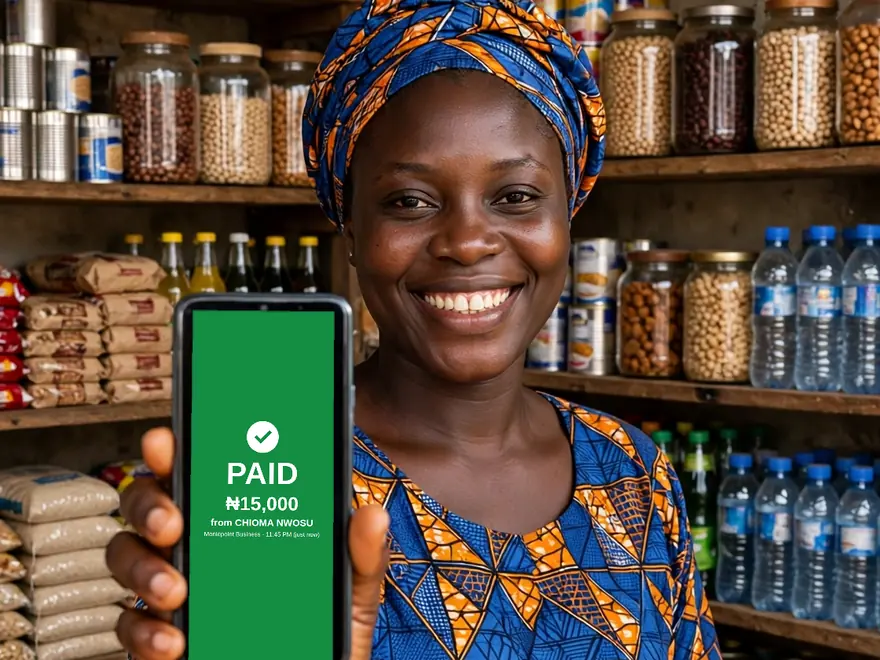 PAID
₦15,000
from CHIOMA NWOSU
Moniepoint Business - 11:45 PM (just now)